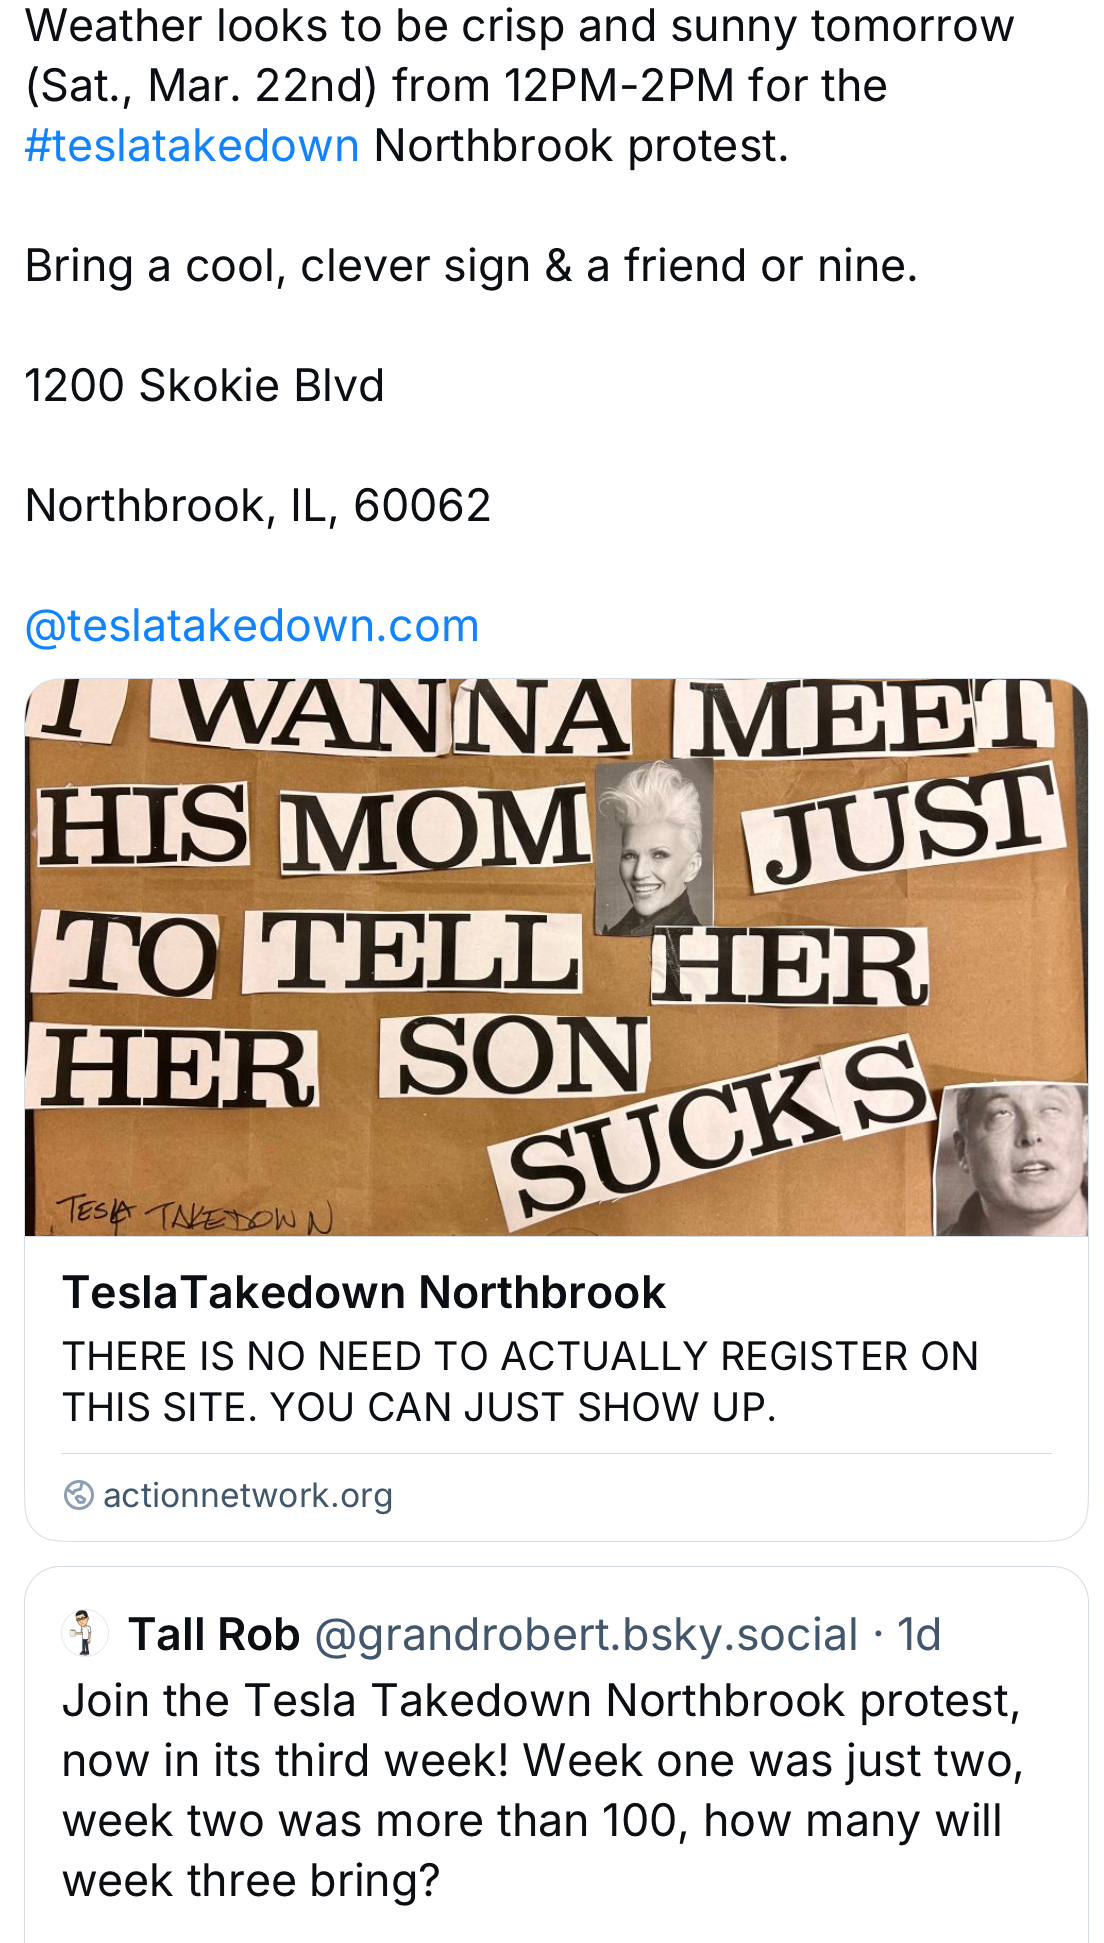 Weather looks to be crisp and sunny tomorrow
(Sat., Mar. 22nd) from 12PM-2PM for the
#teslatakedown Northbrook protest.
Bring a cool, clever sign & a friend or nine.
1200 Skokie Blvd
Northbrook, IL, 60062
@teslatakedown.com
I WANNA MEET
HIS MOM JUST
TO TELL HER
HER SON
SUCKS
TESLA TAKEDOWN
TeslaTakedown Northbrook
THERE IS NO NEED TO ACTUALLY REGISTER ON
THIS SITE. YOU CAN JUST SHOW UP.
actionnetwork.org
Tall Rob @grandrobert.bsky.social · 1d
Join the Tesla Takedown Northbrook protest,
now in its third week! Week one was just two,
week two was more than 100, how many will
week three bring?